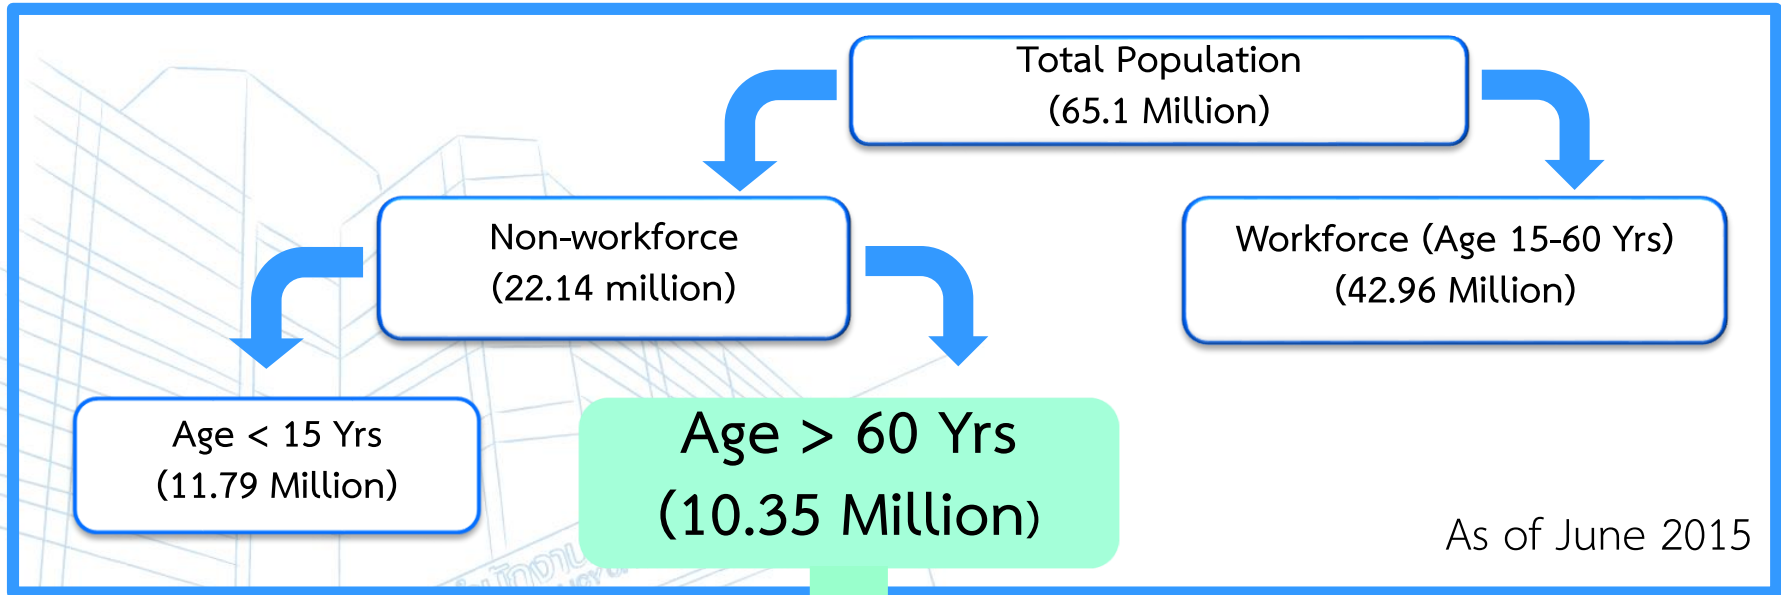 Total Population
(65.1 Million)
Non-workforce
(22.14 million)
Workforce (Age 15-60 Yrs)
(42.96 Million)
Age < 15 Yrs
(11.79 Million)
Age > 60 Yrs
(10.35 Million)
As of June 2015